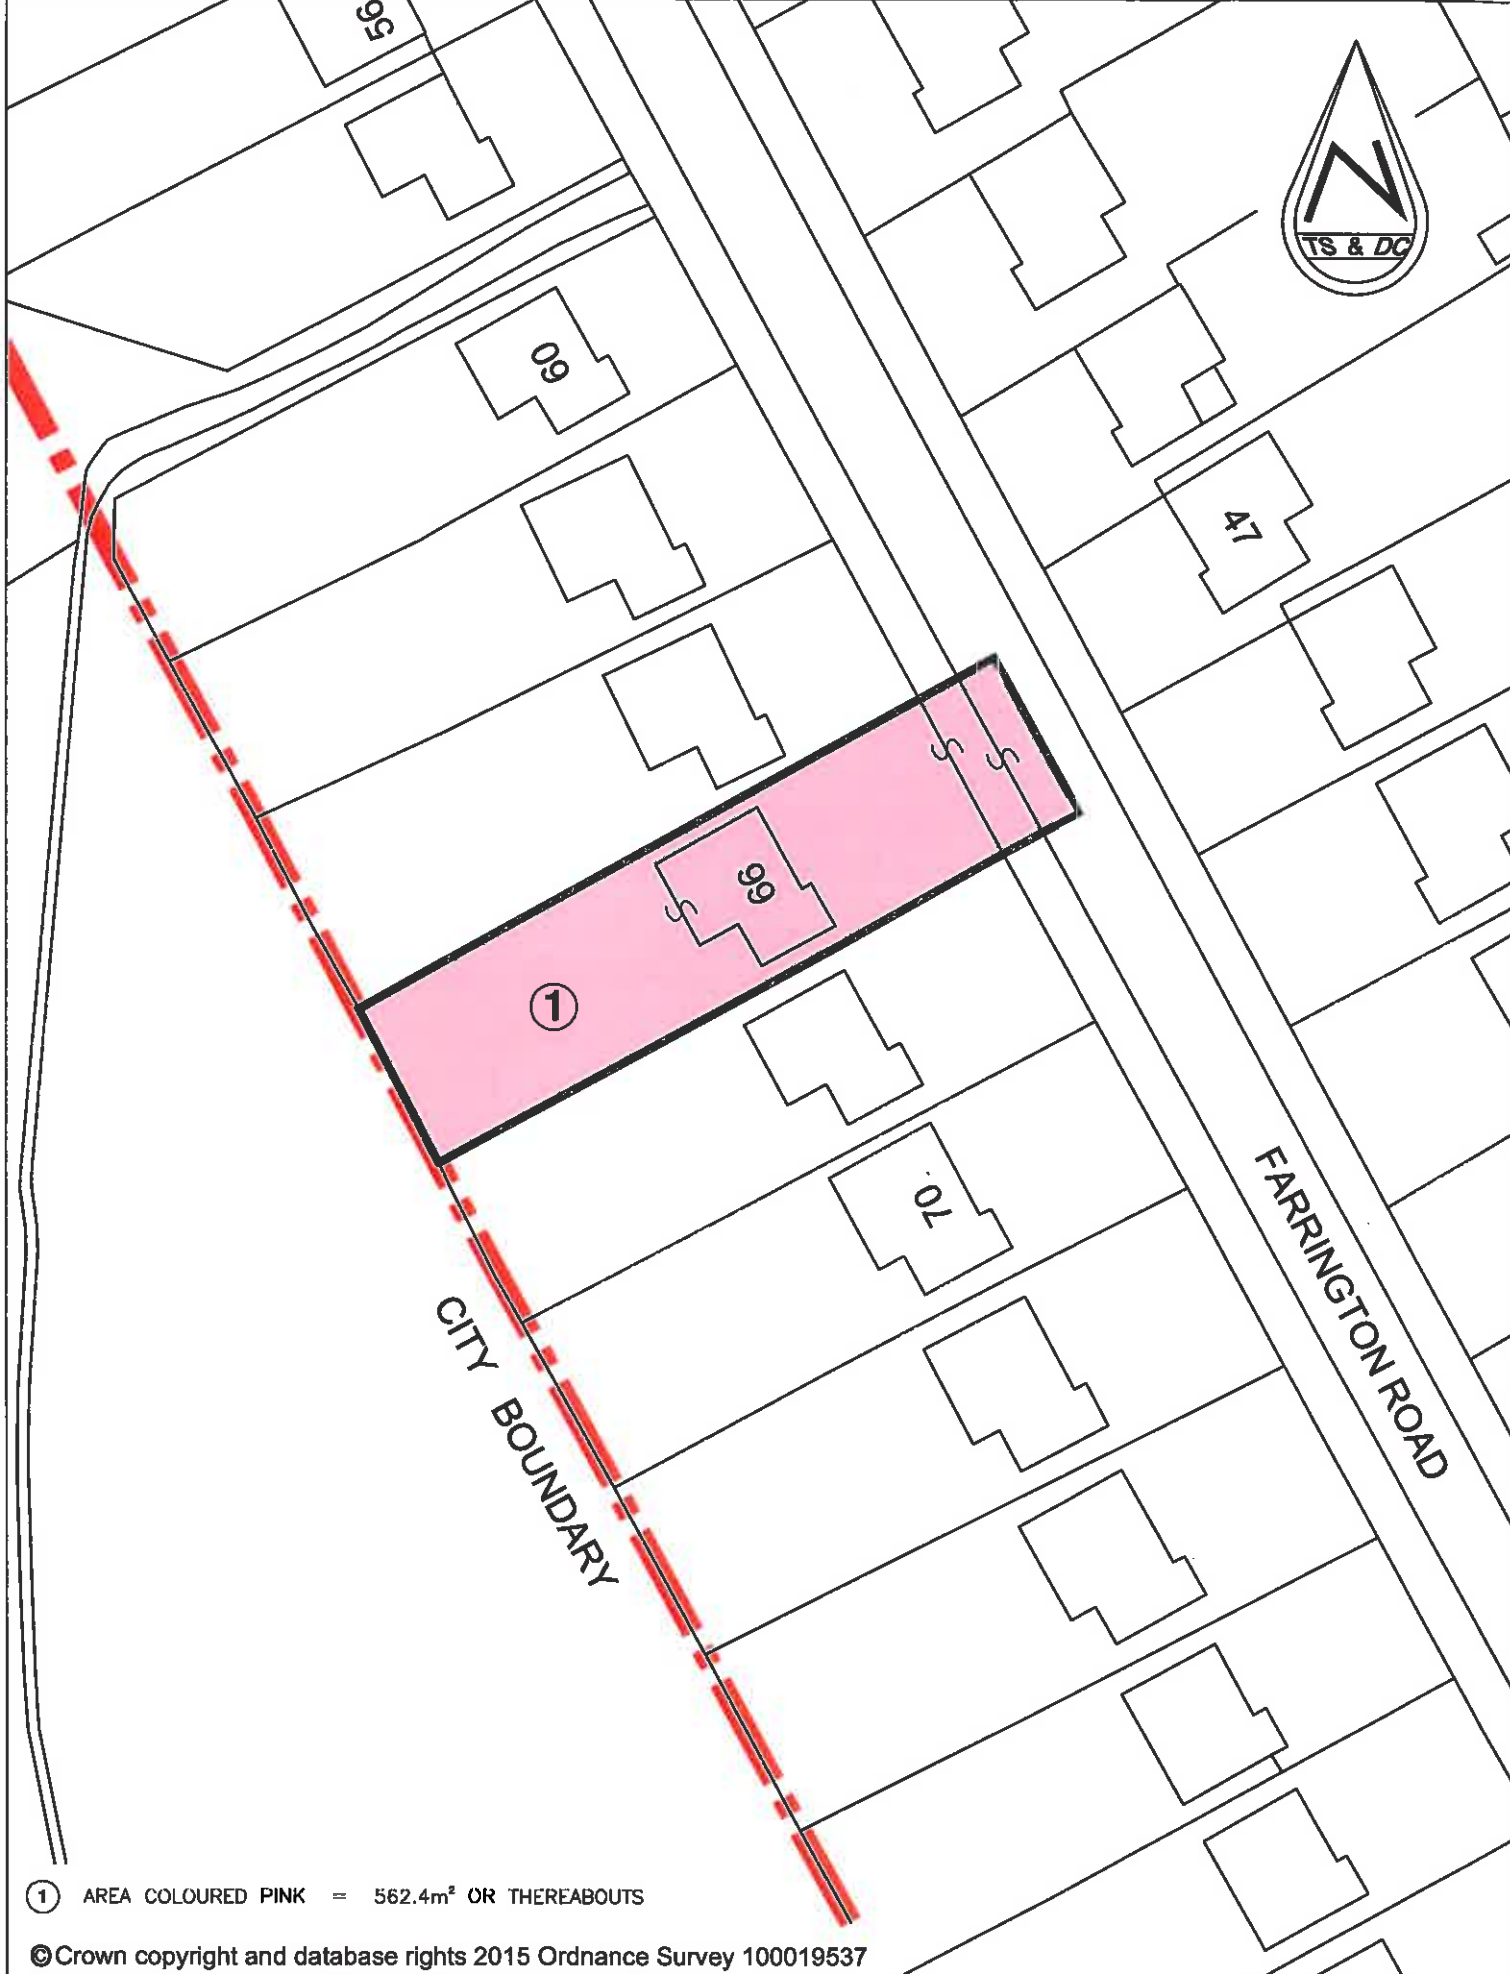 56
N
TS & DC
60
47
66
1
70
FARRINGTON ROAD
CITY BOUNDARY
1 AREA COLOURED PINK = 562.4m² OR THEREABOUTS
© Crown copyright and database rights 2015 Ordnance Survey 100019537